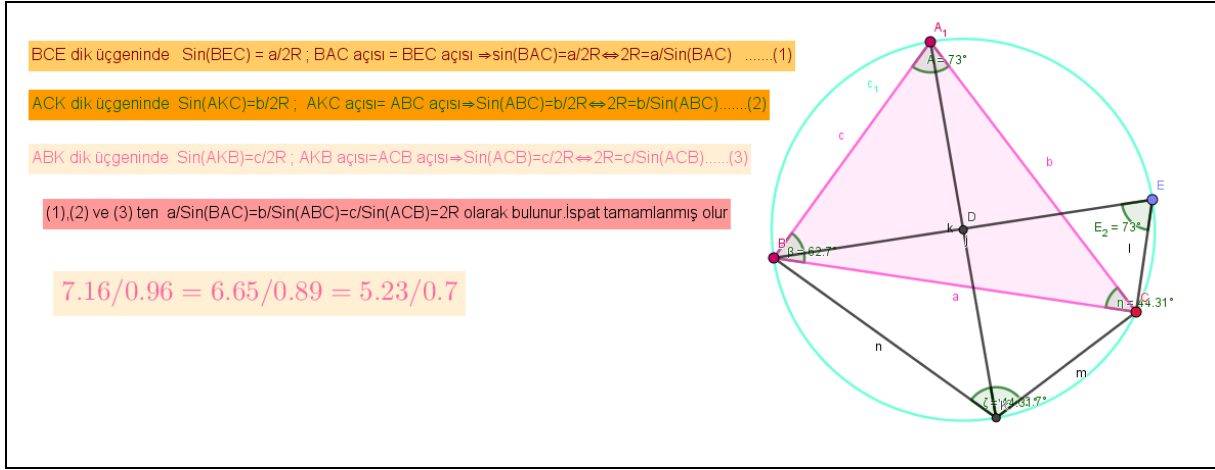 BCE dik üçgeninde Sin(BEC) = a/2R ; BAC açısı = BEC açısı ⇒sin(BAC)=a/2R⇔2R=a/Sin(BAC) .......(1)
ACK dik üçgeninde Sin(AKC)=b/2R ; AKC açısı= ABC açısı⇒Sin(ABC)=b/2R⇔2R=b/Sin(ABC).......(2)
ABK dik üçgeninde Sin(AKB)=c/2R ; AKB açısı=ACB açısı⇒Sin(ACB)=c/2R⇔2R=c/Sin(ACB)......(3)
(1),(2) ve (3) ten a/Sin(BAC)=b/Sin(ABC)=c/Sin(ACB)=2R olarak bulunur.İspat tamamlanmış olur
7.16/0.96 = 6.65/0.89 = 5.23/0.7
A₁
A = 73°
c₁
c
b
E
E₂ = 73°
D
k
j
l
B
β = 62.7°
a
C
η = 44.31°
n
m